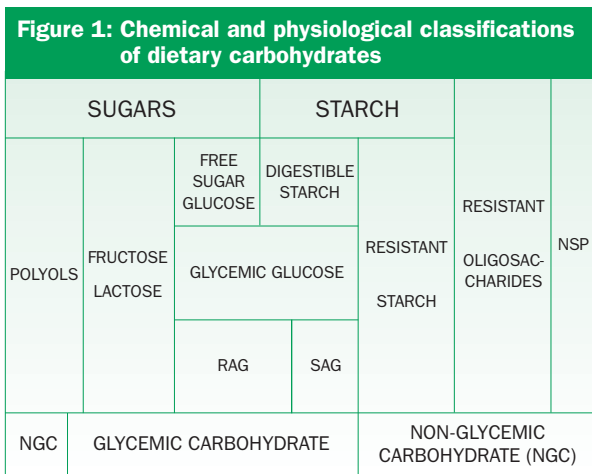 Figure 1: Chemical and physiological classifications
of dietary carbohydrates
SUGARS
STARCH
POLYOLS
FRUCTOSE
LACTOSE
FREE
SUGAR
GLUCOSE
DIGESTIBLE
STARCH
GLYCEMIC GLUCOSE
RAG
SAG
RESISTANT
STARCH
RESISTANT
OLIGOSAC-
CHARIDES
NSP
NGC
GLYCEMIC CARBOHYDRATE
NON-GLYCEMIC
CARBOHYDRATE (NGC)